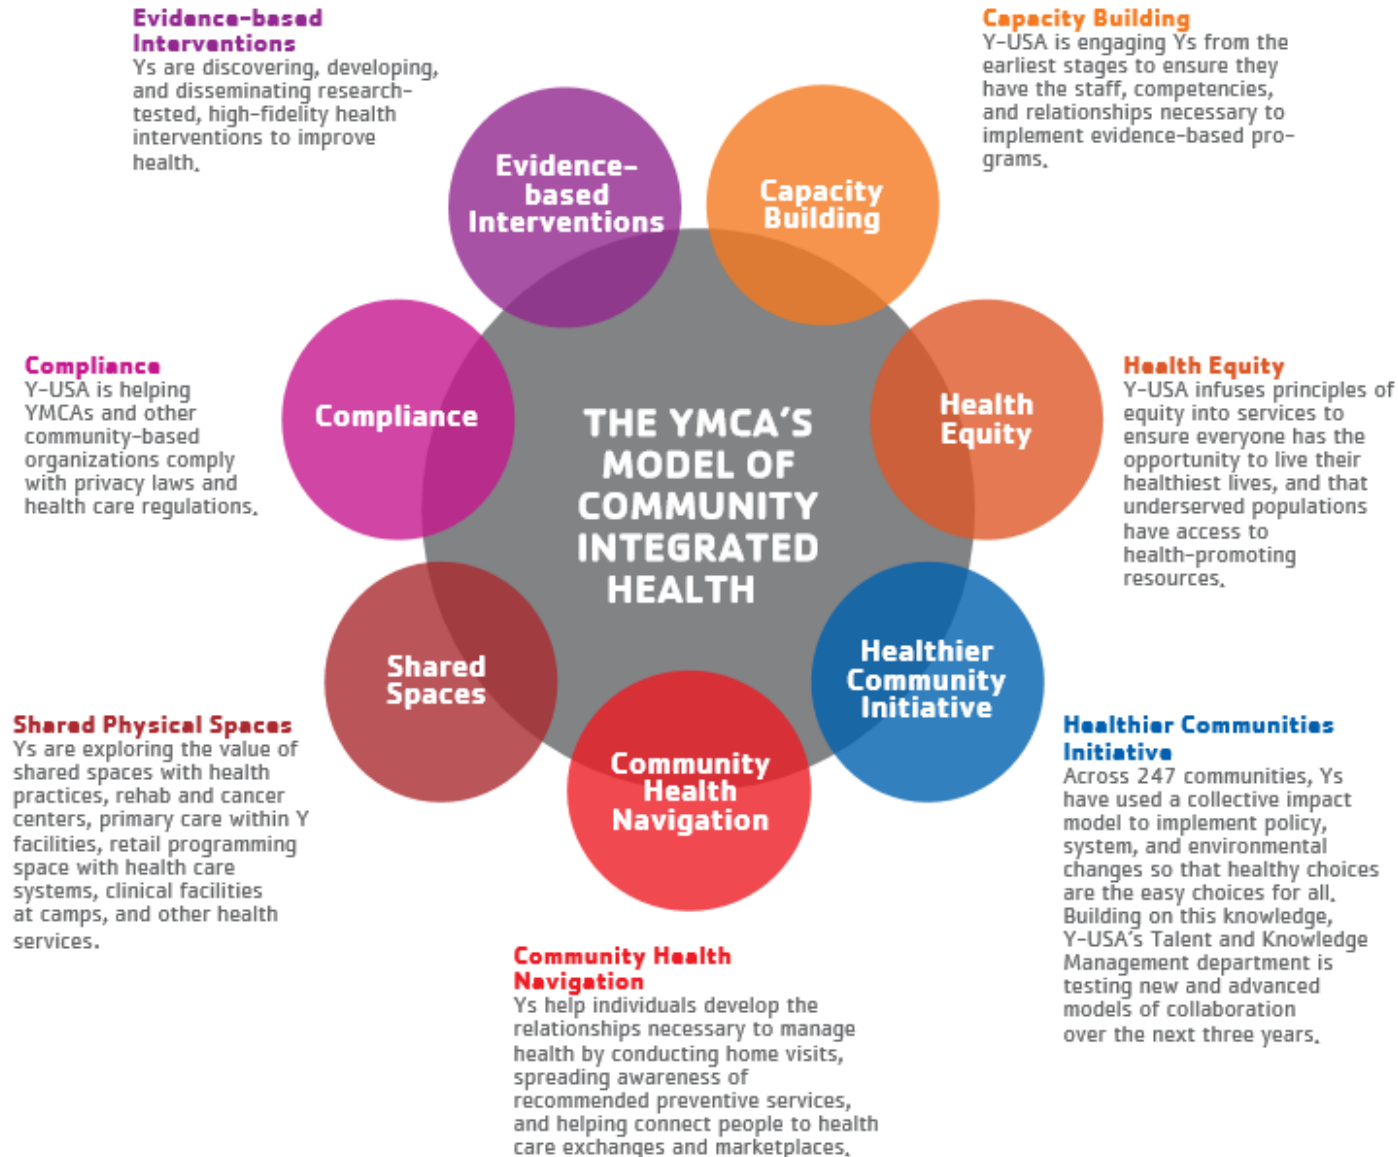 Evidence-based
Interventions
Ys are discovering, developing,
and disseminating research-
tested, high-fidelity health
interventions to improve
health.
Capacity Building
Y-USA is engaging Ys from the
earliest stages to ensure they
have the staff, competencies,
and relationships necessary to
implement evidence-based pro-
grams.
Evidence-
based
Interventions
Capacity
Building
Compliance
Y-USA is helping
YMCAs and other
community-based
organizations comply
with privacy laws and
health care regulations.
Compliance
THE YMCA'S
MODEL OF
COMMUNITY
INTEGRATED
HEALTH
Health
Equity
Health Equity
Y-USA infuses principles of
equity into services to
ensure everyone has the
opportunity to live their
healthiest lives, and that
underserved populations
have access to
health-promoting
resources.
Shared
Spaces
Healthier
Community
Initiative
Community
Health
Navigation
Shared Physical Spaces
Ys are exploring the value of
shared spaces with health
practices, rehab and cancer
centers, primary care within Y
facilities, retail programming
space with health care
systems, clinical facilities
at camps, and other health
services.
Healthier Communities
Initiative
Across 247 communities, Ys
have used a collective impact
model to implement policy,
system, and environmental
changes so that healthy choices
are the easy choices for all.
Building on this knowledge,
Y-USA's Talent and Knowledge
Management department is
testing new and advanced
models of collaboration
over the next three years.
Community Health
Navigation
Ys help individuals develop the
relationships necessary to manage
health by conducting home visits,
spreading awareness of
recommended preventive services,
and helping connect people to health
care exchanges and marketplaces.